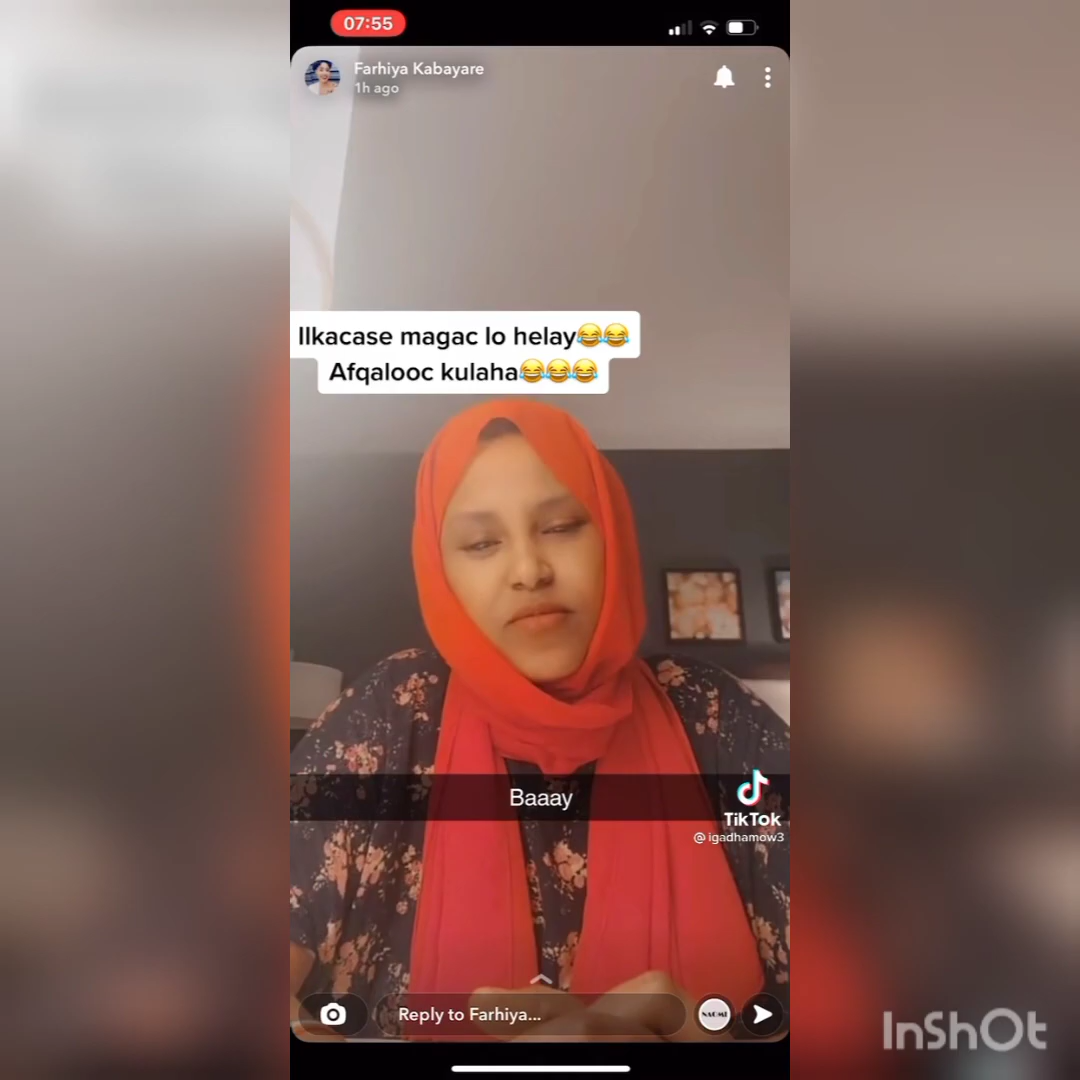 07:55
Farhiya Kabayare
1h ago
Ilkacase magac lo helay😂😂
Afqalooc kulaha😂😂😂
Baaay
TikTok
@igadhamow3
Reply to Farhiya...
NAOMI
InShOt